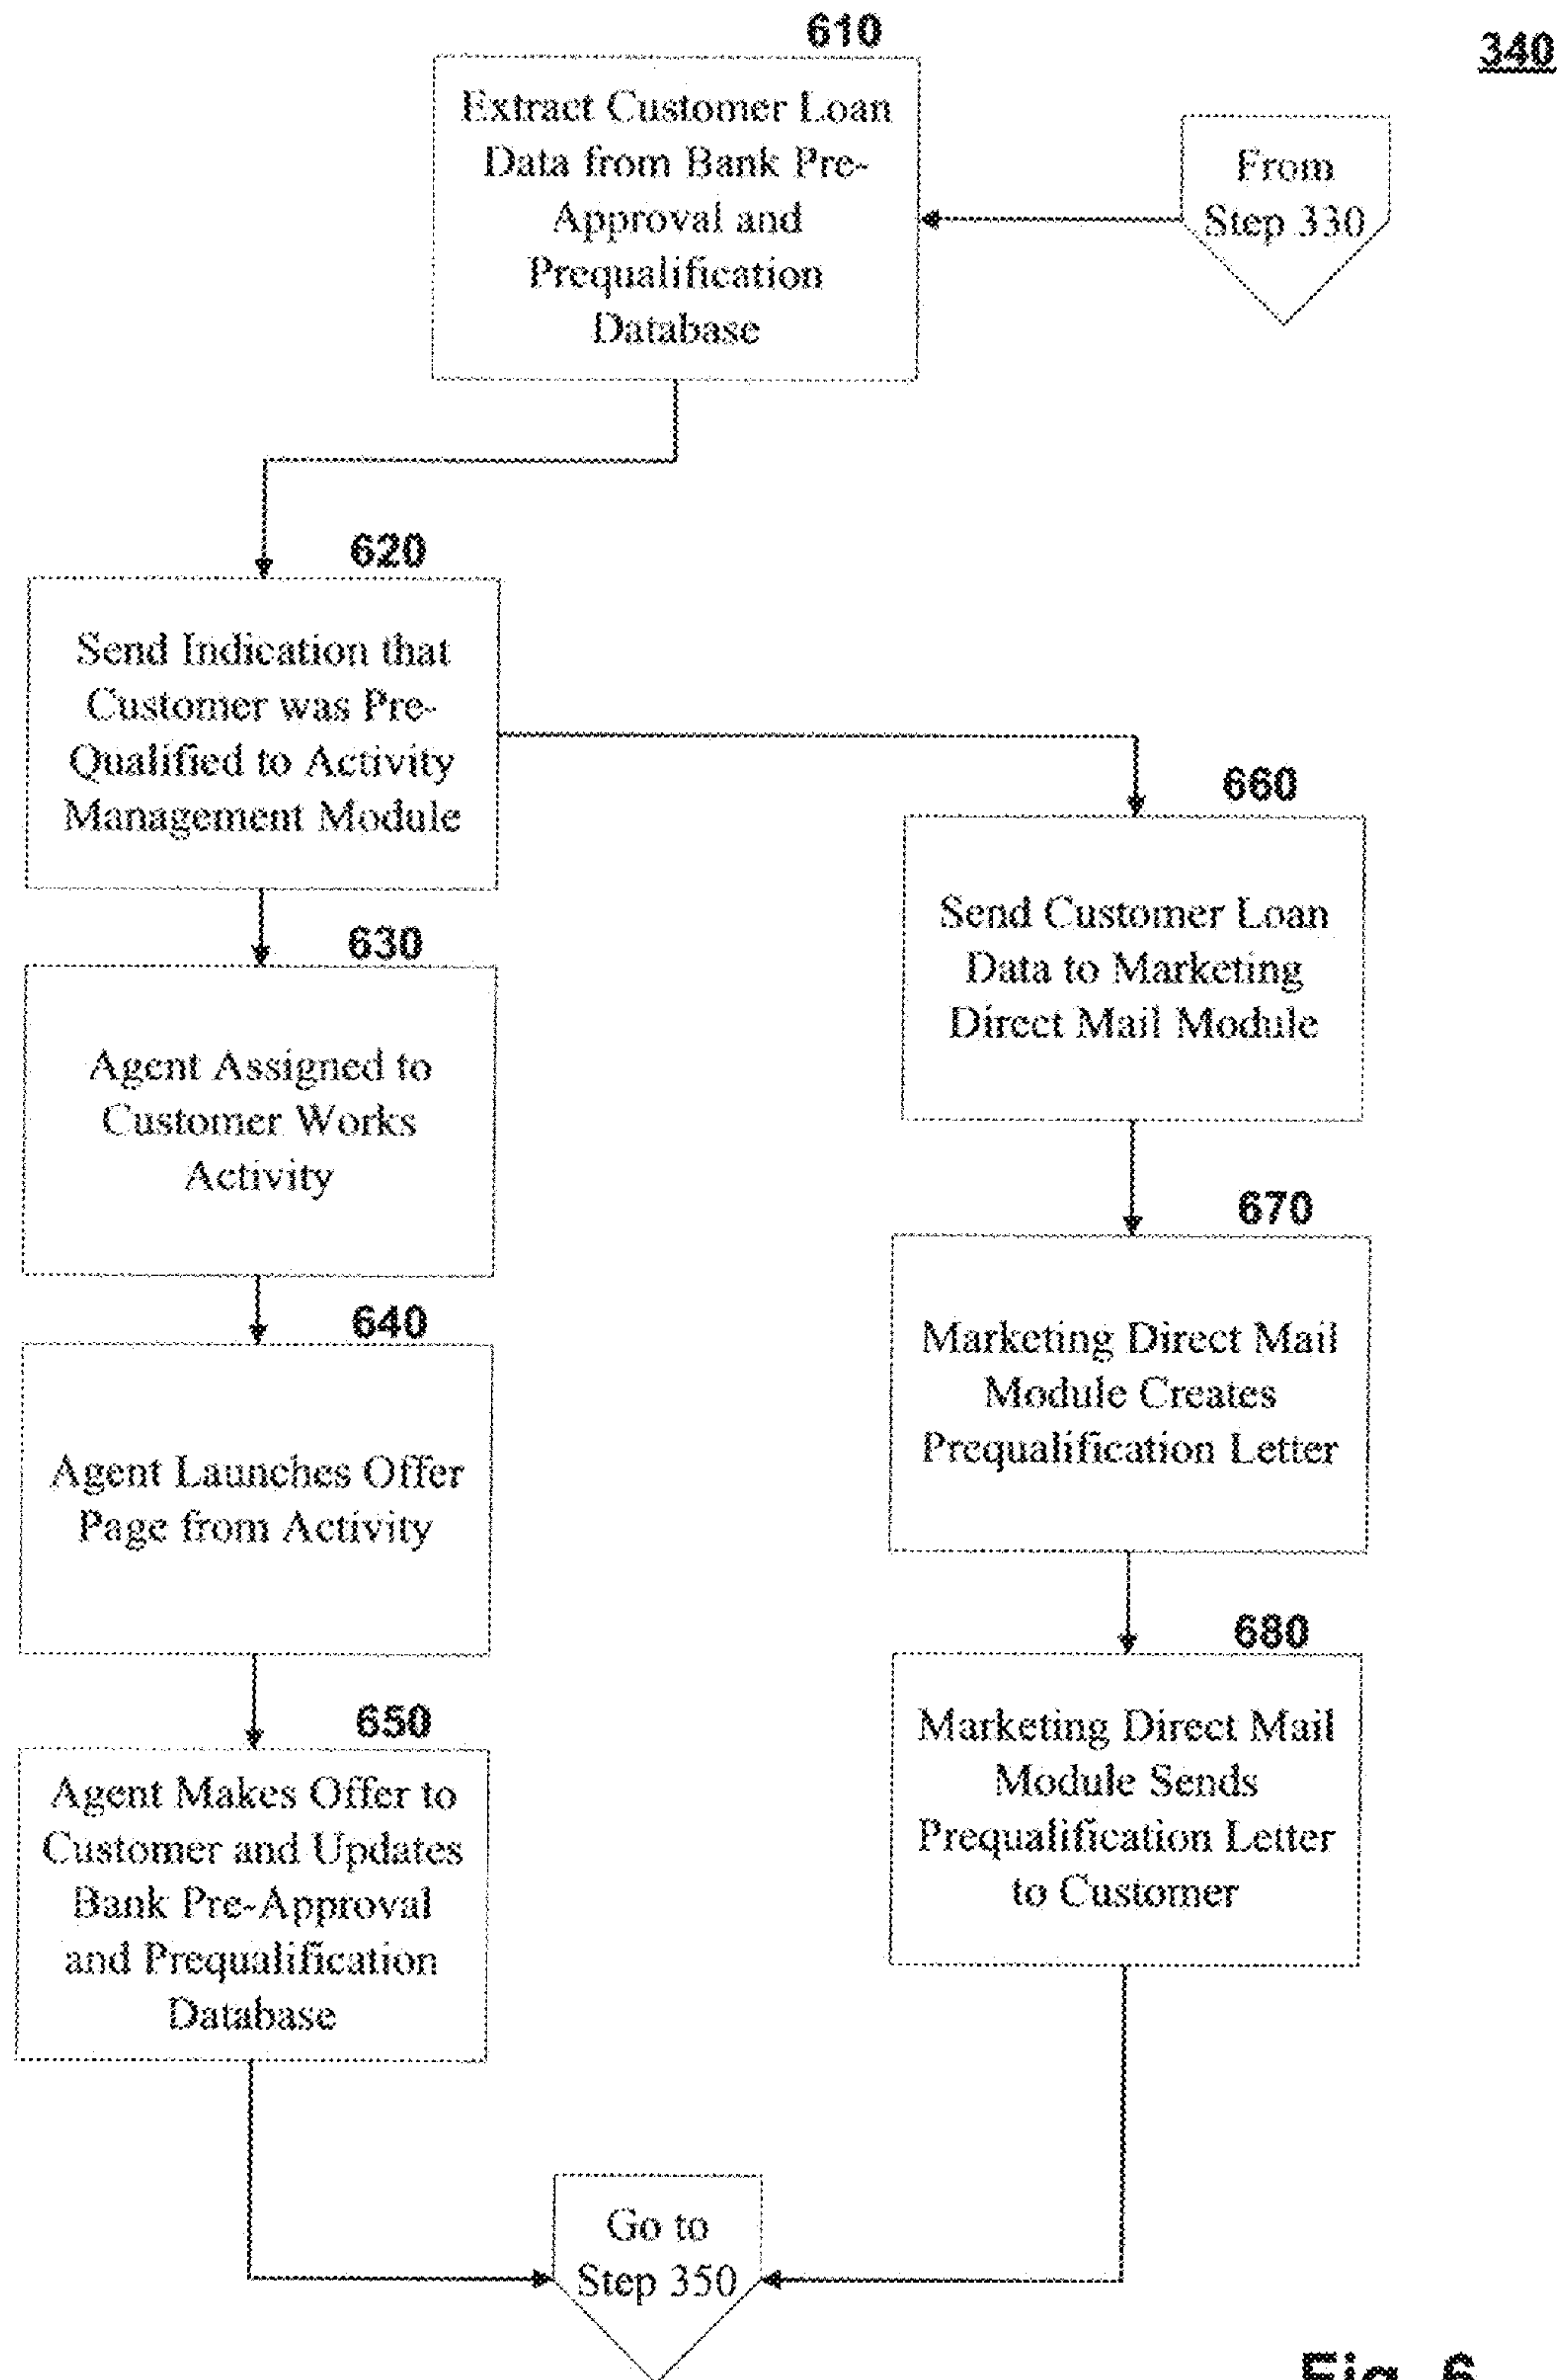 610
340
Extract Customer Loan
Data from Bank Pre-
Approval and
Prequalification
Database
From
Step 330
620
Send Indication that
Customer was Pre-
Qualified to Activity
Management Module
660
Send Customer Loan
Data to Marketing
Direct Mail Module
630
Agent Assigned to
Customer Works
Activity
670
Marketing Direct Mail
Module Creates
Prequalification Letter
640
Agent Launches Offer
Page from Activity
680
Marketing Direct Mail
Module Sends
Prequalification Letter
to Customer
650
Agent Makes Offer to
Customer and Updates
Bank Pre-Approval
and Prequalification
Database
Go to
Step 350
Fig. 6